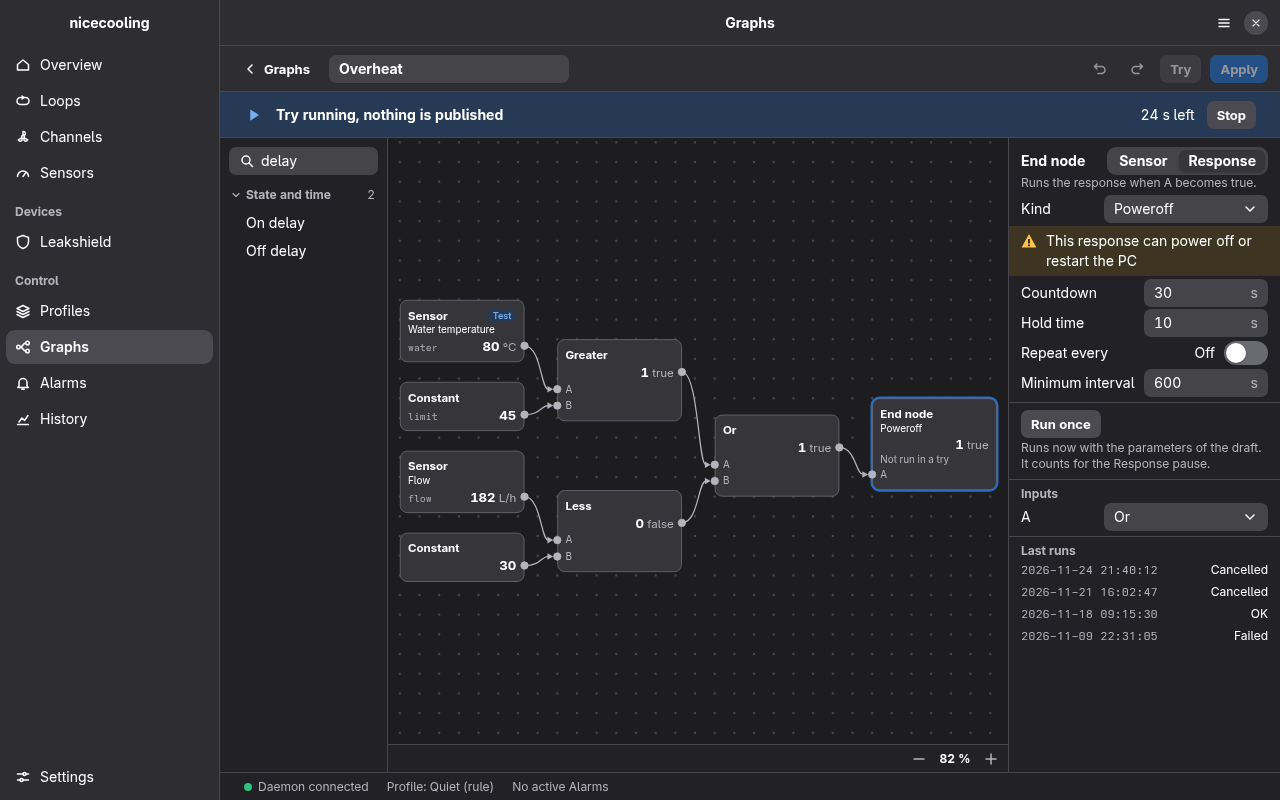 nicecooling
Graphs
Overview
Loops
Channels
Sensors
Devices
Leakshield
Control
Profiles
Graphs
Alarms
History
Settings
Graphs
Overheat
Try
Apply
Try running, nothing is published
24 s left
Stop
delay
State and time 2
On delay
Off delay
Sensor Test
Water temperature
water 80 °C
Constant
limit 45
Sensor
Flow
flow 182 L/h
Constant
30
Greater
1 true
A
B
Less
0 false
A
B
Or
1 true
A
B
End node
Poweroff
1 true
Not run in a try
A
82 %
End node Sensor Response
Runs the response when A becomes true.
Kind Poweroff
This response can power off or
restart the PC
Countdown 30 s
Hold time 10 s
Repeat every Off
Minimum interval 600 s
Run once
Runs now with the parameters of the draft.
It counts for the Response pause.
Inputs
A Or
Last runs
2026-11-24 21:40:12 Cancelled
2026-11-21 16:02:47 Cancelled
2026-11-18 09:15:30 OK
2026-11-09 22:31:05 Failed
Daemon connected Profile: Quiet (rule) No active Alarms